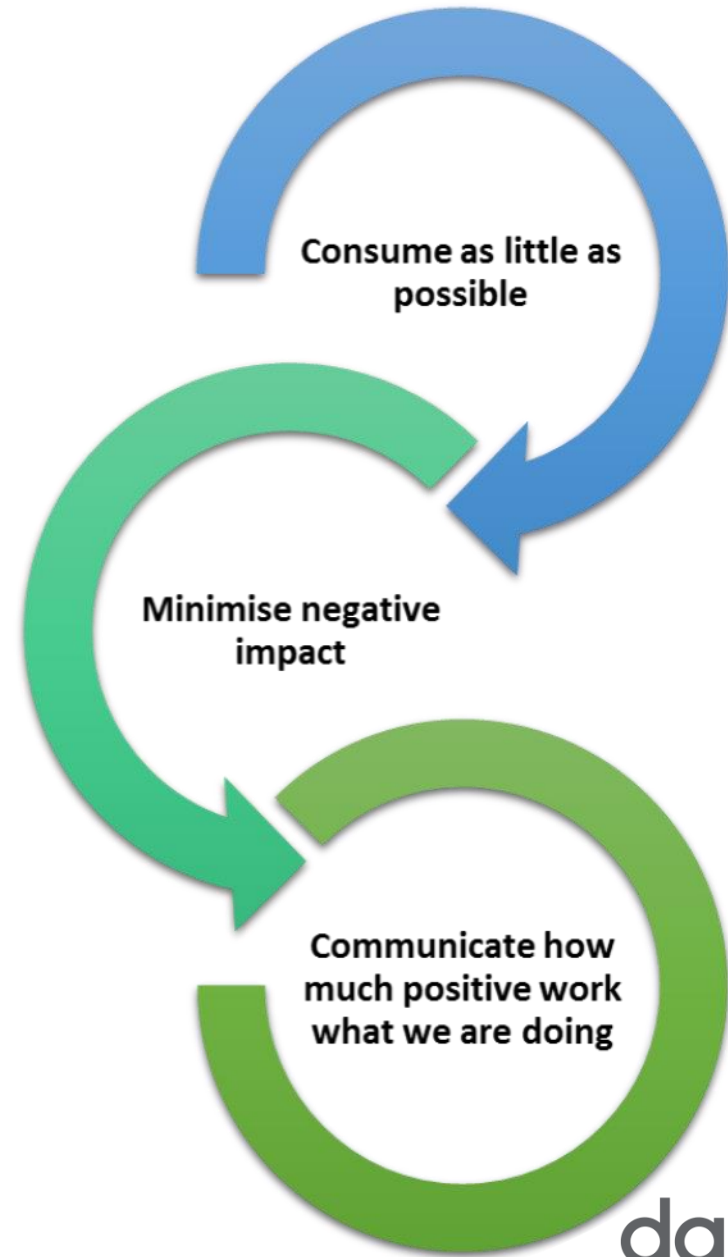 Consume as little as
possible
Minimise negative
impact
Communicate how
much positive work
what we are doing